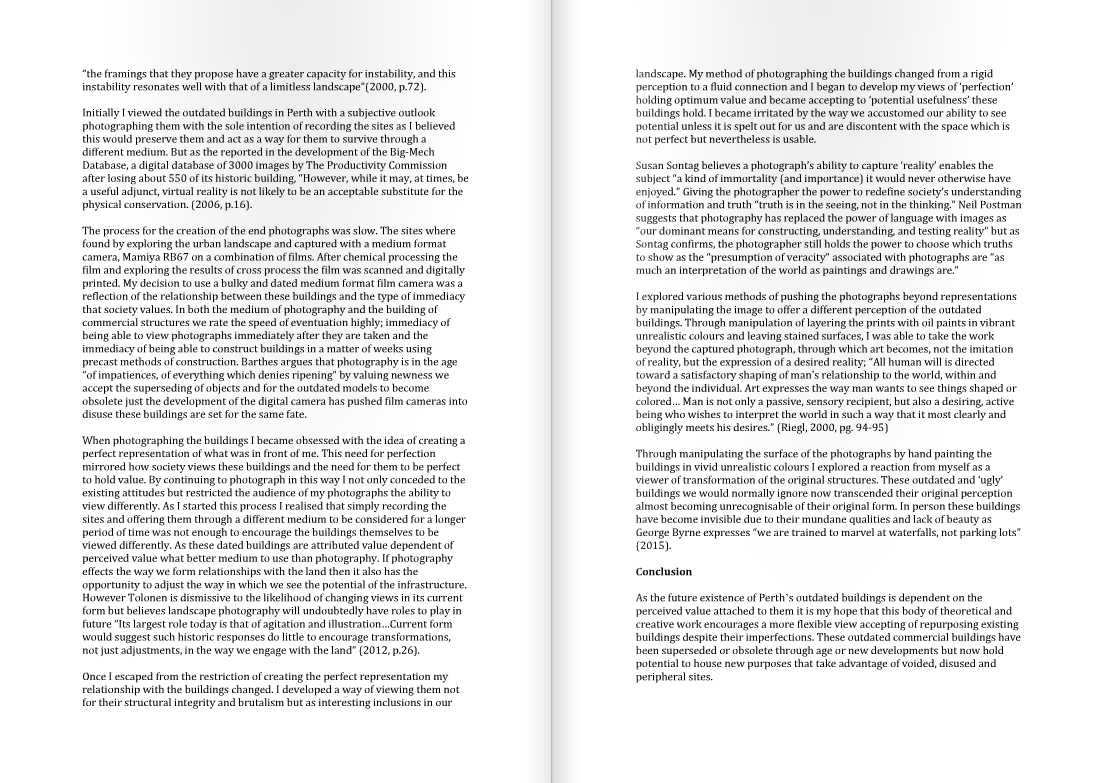 “the framings that they propose have a greater capacity for instability, and this
instability resonates well with that of a limitless landscape”(2000, p.72).
Initially I viewed the outdated buildings in Perth with a subjective outlook
photographing them with the sole intention of recording the sites as I believed
this would preserve them and act as a way for them to survive through a
different medium. But as the reported in the development of the Big-Mech
Database, a digital database of 3000 images by The Productivity Commission
after losing about 550 of its historic building, “However, while it may, at times, be
a useful adjunct, virtual reality is not likely to be an acceptable substitute for the
physical conservation. (2006, p.16).
The process for the creation of the end photographs was slow. The sites where
found by exploring the urban landscape and captured with a medium format
camera, Mamiya RB67 on a combination of films. After chemical processing the
film and exploring the results of cross process the film was scanned and digitally
printed. My decision to use a bulky and dated medium format film camera was a
reflection of the relationship between these buildings and the type of immediacy
that society values. In both the medium of photography and the building of
commercial structures we rate the speed of eventuation highly; immediacy of
being able to view photographs immediately after they are taken and the
immediacy of being able to construct buildings in a matter of weeks using
precast methods of construction. Barthes argues that photography is in the age
“of impatiences, of everything which denies ripening” by valuing newness we
accept the superseding of objects and for the outdated models to become
obsolete just the development of the digital camera has pushed film cameras into
disuse these buildings are set for the same fate.
When photographing the buildings I became obsessed with the idea of creating a
perfect representation of what was in front of me. This need for perfection
mirrored how society views these buildings and the need for them to be perfect
to hold value. By continuing to photograph in this way I not only conceded to the
existing attitudes but restricted the audience of my photographs the ability to
view differently. As I started this process I realised that simply recording the
sites and offering them through a different medium to be considered for a longer
period of time was not enough to encourage the buildings themselves to be
viewed differently. As these dated buildings are attributed value dependent of
perceived value what better medium to use than photography. If photography
effects the way we form relationships with the land then it also has the
opportunity to adjust the way in which we see the potential of the infrastructure.
However Tolonen is dismissive to the likelihood of changing views in its current
form but believes landscape photography will undoubtedly have roles to play in
future “Its largest role today is that of agitation and illustration…Current form
would suggest such historic responses do little to encourage transformations,
not just adjustments, in the way we engage with the land” (2012, p.26).
Once I escaped from the restriction of creating the perfect representation my
relationship with the buildings changed. I developed a way of viewing them not
for their structural integrity and brutalism but as interesting inclusions in our
landscape. My method of photographing the buildings changed from a rigid
perception to a fluid connection and I began to develop my views of ‘perfection’
holding optimum value and became accepting to ‘potential usefulness’ these
buildings hold. I became irritated by the way we accustomed our ability to see
potential unless it is spelt out for us and are discontent with the space which is
not perfect but nevertheless is usable.
Susan Sontag believes a photograph’s ability to capture ‘reality’ enables the
subject “a kind of immortality (and importance) it would never otherwise have
enjoyed.” Giving the photographer the power to redefine society’s understanding
of information and truth “truth is in the seeing, not in the thinking.” Neil Postman
suggests that photography has replaced the power of language with images as
“our dominant means for constructing, understanding, and testing reality” but as
Sontag confirms, the photographer still holds the power to choose which truths
to show as the “presumption of veracity” associated with photographs are “as
much an interpretation of the world as paintings and drawings are.”
I explored various methods of pushing the photographs beyond representations
by manipulating the image to offer a different perception of the outdated
buildings. Through manipulation of layering the prints with oil paints in vibrant
unrealistic colours and leaving stained surfaces, I was able to take the work
beyond the captured photograph, through which art becomes, not the imitation
of reality, but the expression of a desired reality; “All human will is directed
toward a satisfactory shaping of man’s relationship to the world, within and
beyond the individual. Art expresses the way man wants to see things shaped or
colored… Man is not only a passive, sensory recipient, but also a desiring, active
being who wishes to interpret the world in such a way that it most clearly and
obligingly meets his desires.” (Riegl, 2000, pg. 94-95)
Through manipulating the surface of the photographs by hand painting the
buildings in vivid unrealistic colours I explored a reaction from myself as a
viewer of transformation of the original structures. These outdated and ‘ugly’
buildings we would normally ignore now transcended their original perception
almost becoming unrecognisable of their original form. In person these buildings
have become invisible due to their mundane qualities and lack of beauty as
George Byrne expresses “we are trained to marvel at waterfalls, not parking lots”
(2015).
Conclusion
As the future existence of Perth’s outdated buildings is dependent on the
perceived value attached to them it is my hope that this body of theoretical and
creative work encourages a more flexible view accepting of repurposing existing
buildings despite their imperfections. These outdated commercial buildings have
been superseded or obsolete through age or new developments but now hold
potential to house new purposes that take advantage of voided, disused and
peripheral sites.